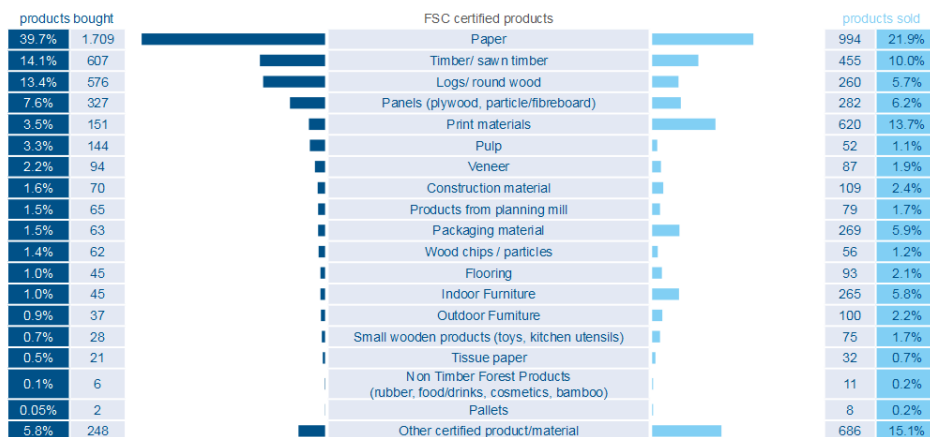 products bought FSC certified products products sold
39.7% 1.709 Paper 994 21.9%
14.1% 607 Timber/ sawn timber 455 10.0%
13.4% 576 Logs/ round wood 260 5.7%
7.6% 327 Panels (plywood, particle/fibreboard) 282 6.2%
3.5% 151 Print materials 620 13.7%
3.3% 144 Pulp 52 1.1%
2.2% 94 Veneer 87 1.9%
1.6% 70 Construction material 109 2.4%
1.5% 65 Products from planning mill 79 1.7%
1.5% 63 Packaging material 269 5.9%
1.4% 62 Wood chips / particles 56 1.2%
1.0% 45 Flooring 93 2.1%
1.0% 45 Indoor Furniture 265 5.8%
0.9% 37 Outdoor Furniture 100 2.2%
0.7% 28 Small wooden products (toys, kitchen utensils) 75 1.7%
0.5% 21 Tissue paper 32 0.7%
0.1% 6 Non Timber Forest Products 11 0.2%
(rubber, food/drinks, cosmetics, bamboo)
0.05% 2 Pallets 8 0.2%
5.8% 248 Other certified product/material 686 15.1%